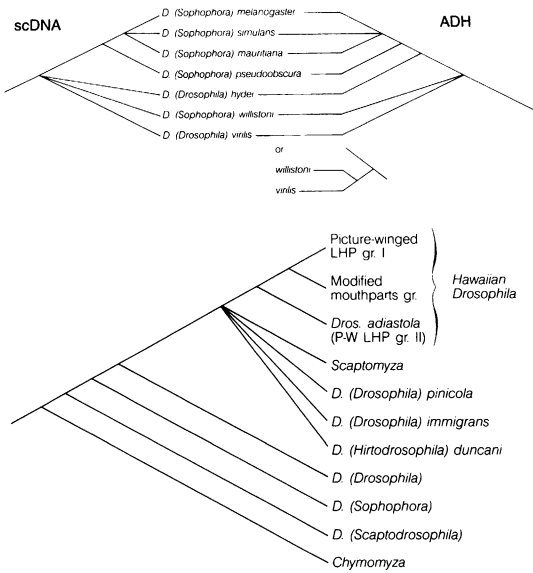 scDNA
ADH
D (Sophophora) melanogaster
D (Sophophora) simulans
D (Sophophora) mauritiana
D (Sophophora) pseudoobscura
D (Drosophila) hydei
D (Sophophora) willistoni
D (Drosophila) virilis
or
willistoni
virilis
Picture-winged
LHP gr. I
Modified
mouthparts gr.
Dros. adiastola
(P-W LHP gr. II)
Hawaiian
Drosophila
Scaptomyza
D. (Drosophila) pinicola
D. (Drosophila) immigrans
D. (Hirtodrosophila) duncani
D. (Drosophila)
D. (Sophophora)
D. (Scaptodrosophila)
Chymomyza